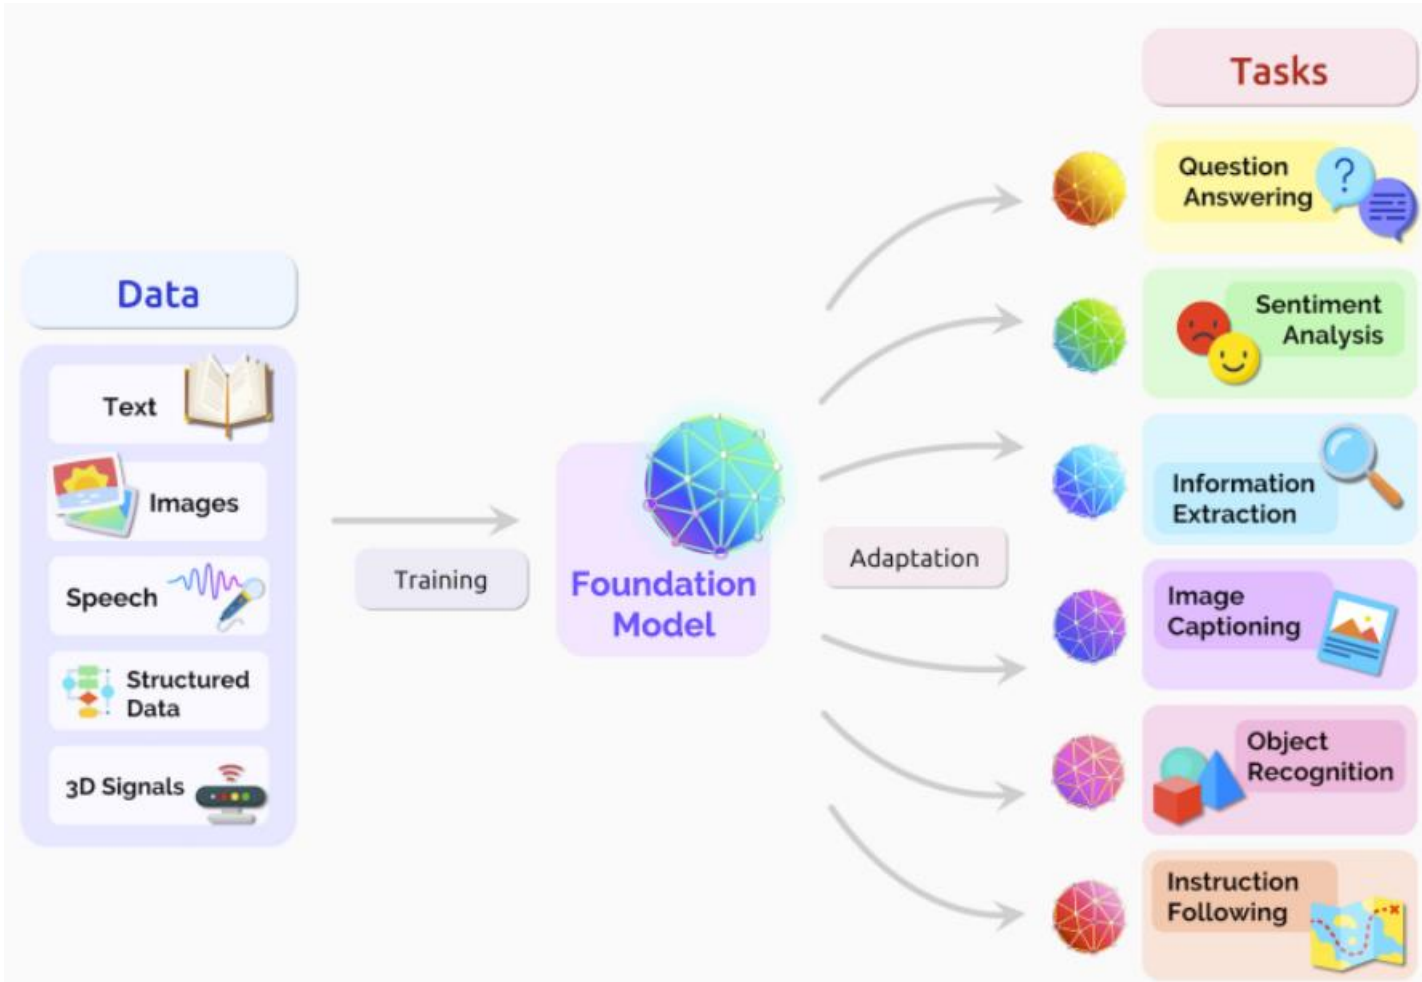 Data
Text
Images
Speech
Structured
Data
3D Signals
Training
Foundation
Model
Adaptation
Tasks
Question
Answering
?
Sentiment
Analysis
Information
Extraction
Image
Captioning
Object
Recognition
Instruction
Following